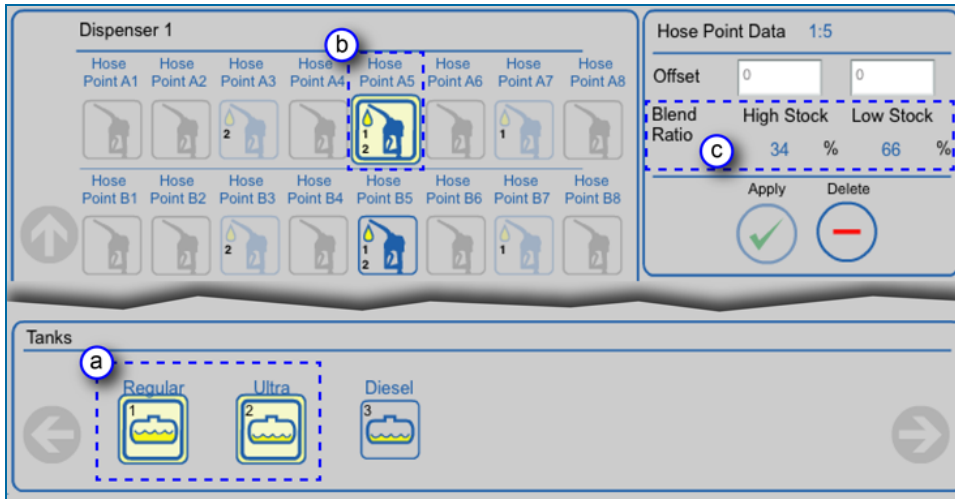 Dispenser 1
b
Hose Point A1
Hose Point A2
Hose Point A3
Hose Point A4
Hose Point A5
Hose Point A6
Hose Point A7
Hose Point A8
2
1
2
1
Hose Point B1
Hose Point B2
Hose Point B3
Hose Point B4
Hose Point B5
Hose Point B6
Hose Point B7
Hose Point B8
2
1
2
1
Hose Point Data 1:5
Offset 0 0
Blend Ratio
High Stock Low Stock
c
34 % 66 %
Apply Delete
Tanks
a
Regular Ultra Diesel
1 2 3